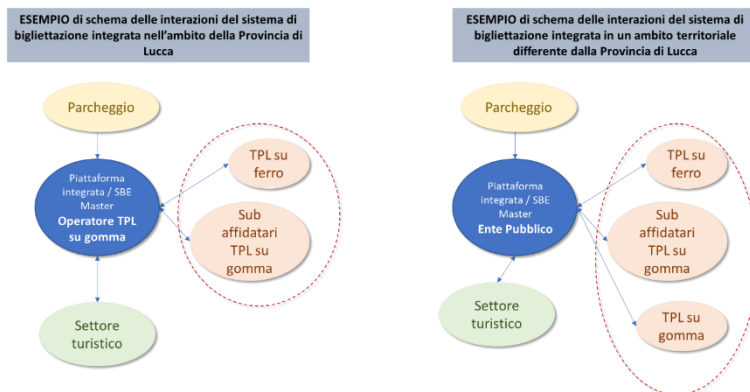 ESEMPIO di schema delle interazioni del sistema di
bigliettazione integrata nell'ambito della Provincia di
Lucca
Parcheggio
Piattaforma
integrata / SBE
Master
Operatore TPL
su gomma
TPL su
ferro
Sub
affidatari
TPL su
gomma
Settore
turistico
ESEMPIO di schema delle interazioni del sistema di
bigliettazione integrata in un ambito territoriale
differente dalla Provincia di Lucca
Parcheggio
Piattaforma
integrata / SBE
Master
Ente Pubblico
TPL su
ferro
Sub
affidatari
TPL su
gomma
TPL su
gomma
Settore
turistico